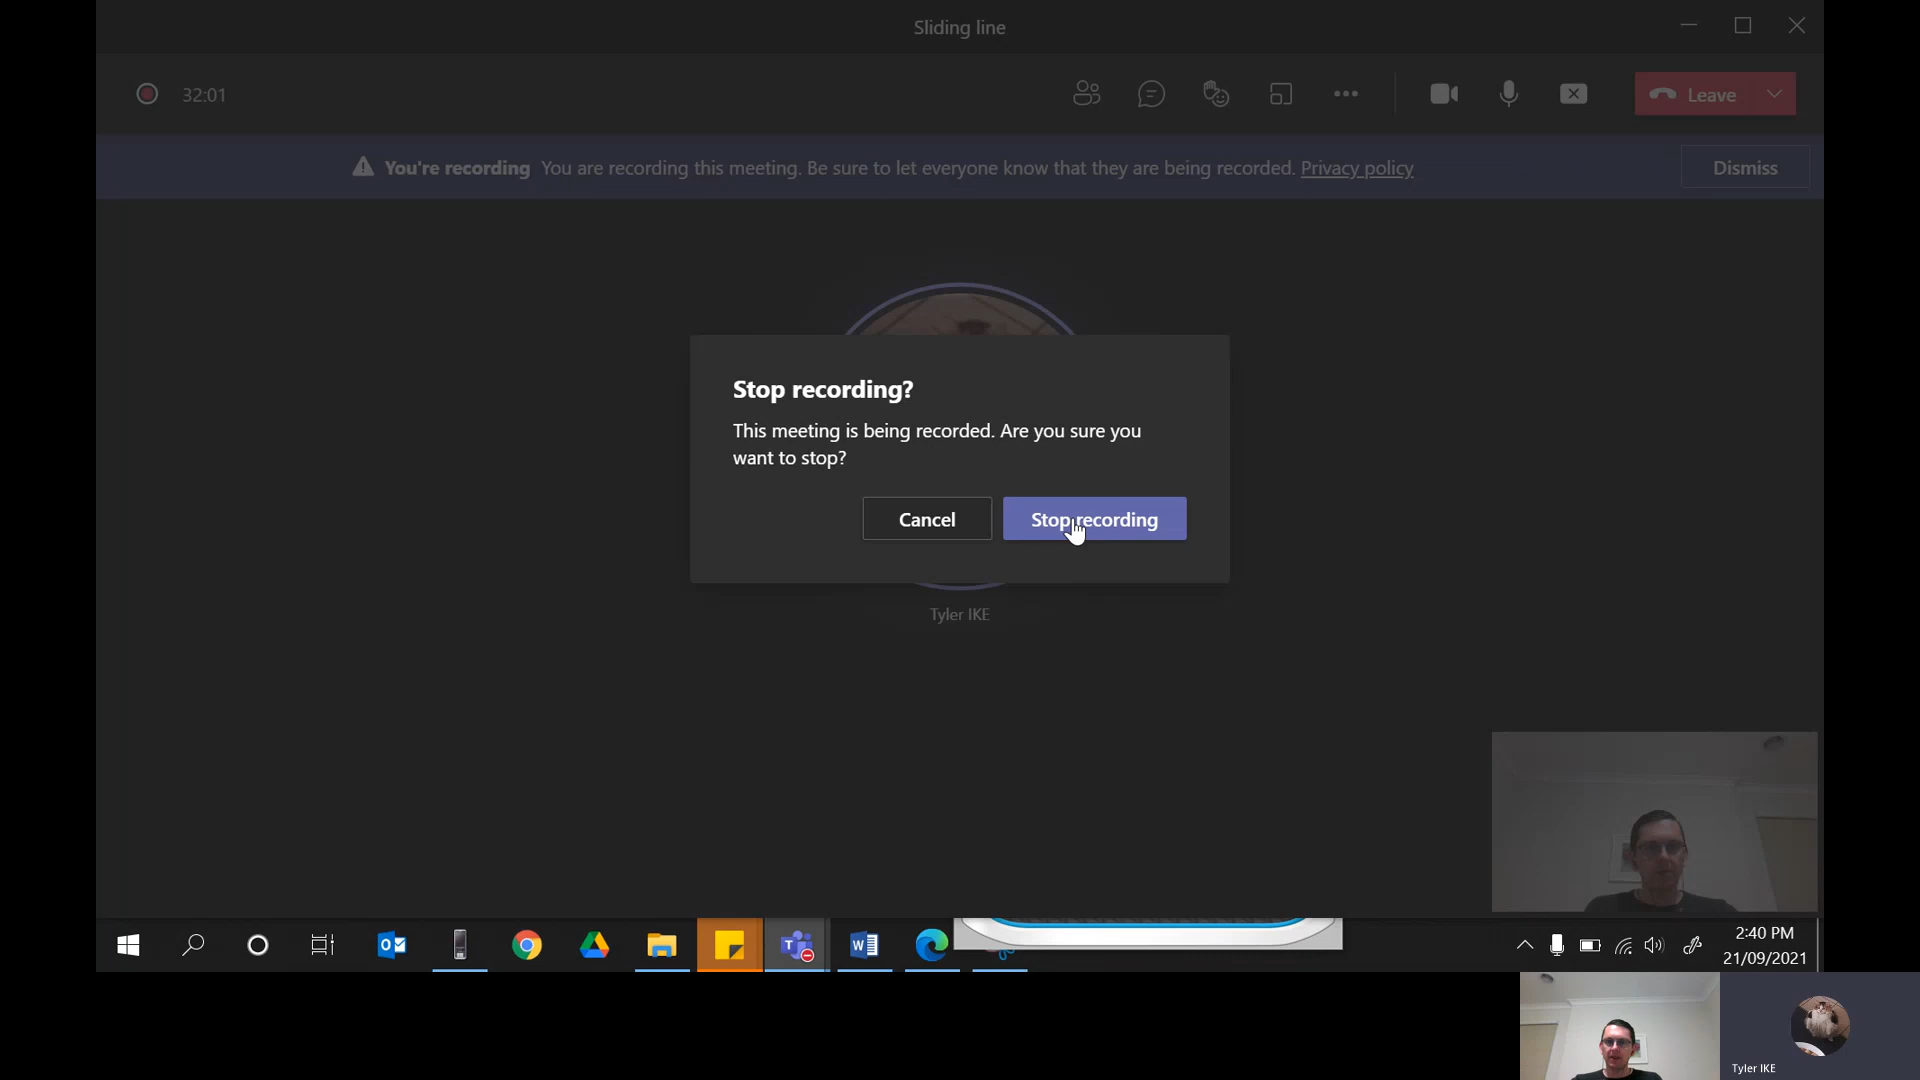 Sliding line
32:01
Leave
You're recording You are recording this meeting. Be sure to let everyone know that they are being recorded. Privacy policy
Dismiss
Stop recording?
This meeting is being recorded. Are you sure you
want to stop?
Cancel
Stop recording
Tyler IKE
2:40 PM
21/09/2021
Tyler IKE